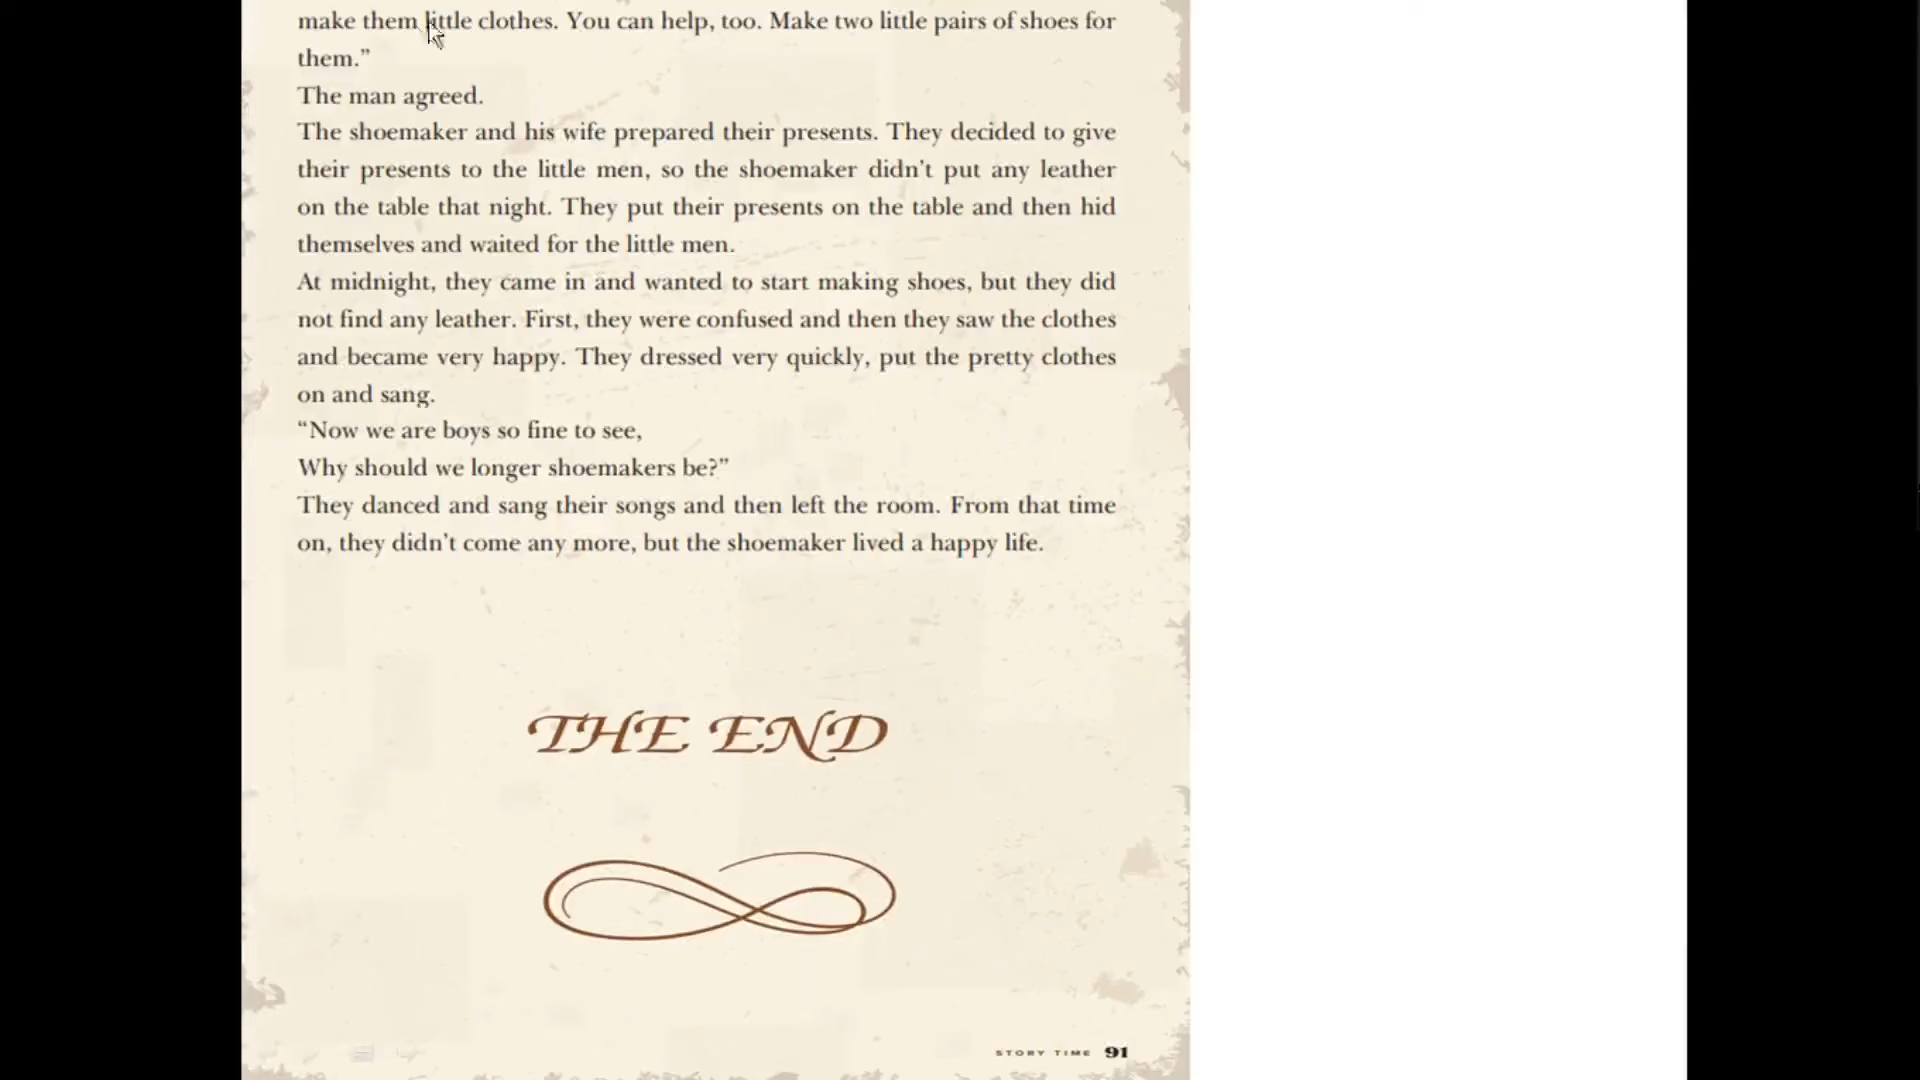 make them little clothes. You can help, too. Make two little pairs of shoes for
them.”
The man agreed.
The shoemaker and his wife prepared their presents. They decided to give
their presents to the little men, so the shoemaker didn’t put any leather
on the table that night. They put their presents on the table and then hid
themselves and waited for the little men.
At midnight, they came in and wanted to start making shoes, but they did
not find any leather. First, they were confused and then they saw the clothes
and became very happy. They dressed very quickly, put the pretty clothes
on and sang.
“Now we are boys so fine to see,
Why should we longer shoemakers be?”
They danced and sang their songs and then left the room. From that time
on, they didn’t come any more, but the shoemaker lived a happy life.
THE END
STORY TIME 91